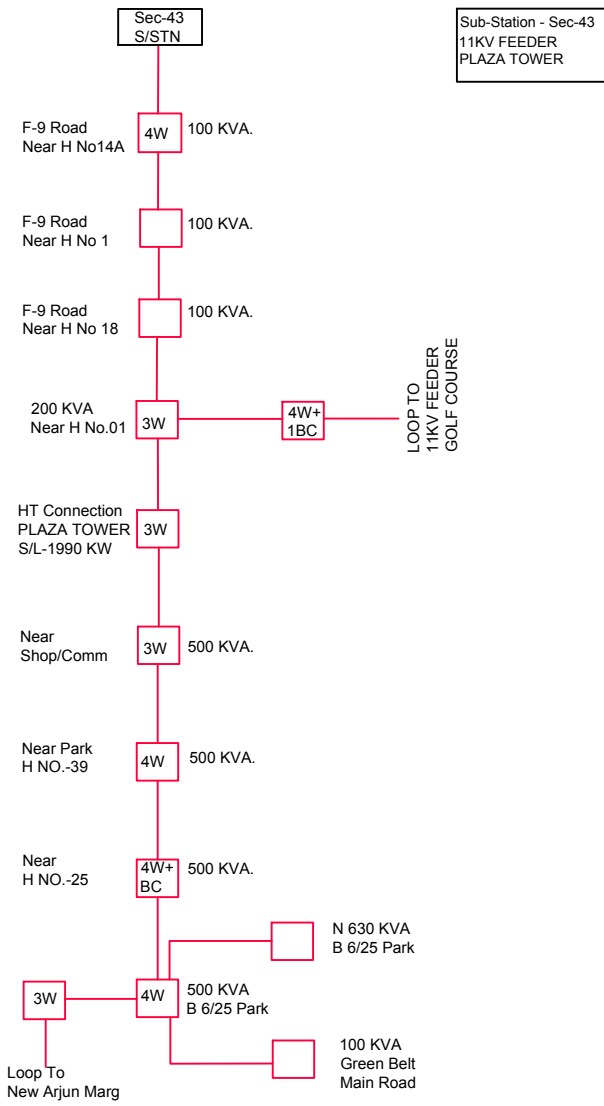 Sec-43
S/STN
Sub-Station - Sec-43
11KV FEEDER
PLAZA TOWER
F-9 Road
Near H No14A
4W
100 KVA.
F-9 Road
Near H No 1
100 KVA.
F-9 Road
Near H No 18
100 KVA.
200 KVA
Near H No.01
3W
4W+
1BC
LOOP TO
11KV FEEDER
GOLF COURSE
HT Connection
PLAZA TOWER
S/L-1990 KW
3W
Near
Shop/Comm
3W
500 KVA.
Near Park
H NO.-39
4W
500 KVA.
Near
H NO.-25
4W+
BC
500 KVA.
N 630 KVA
B 6/25 Park
3W
4W
500 KVA
B 6/25 Park
100 KVA
Green Belt
Main Road
Loop To
New Arjun Marg